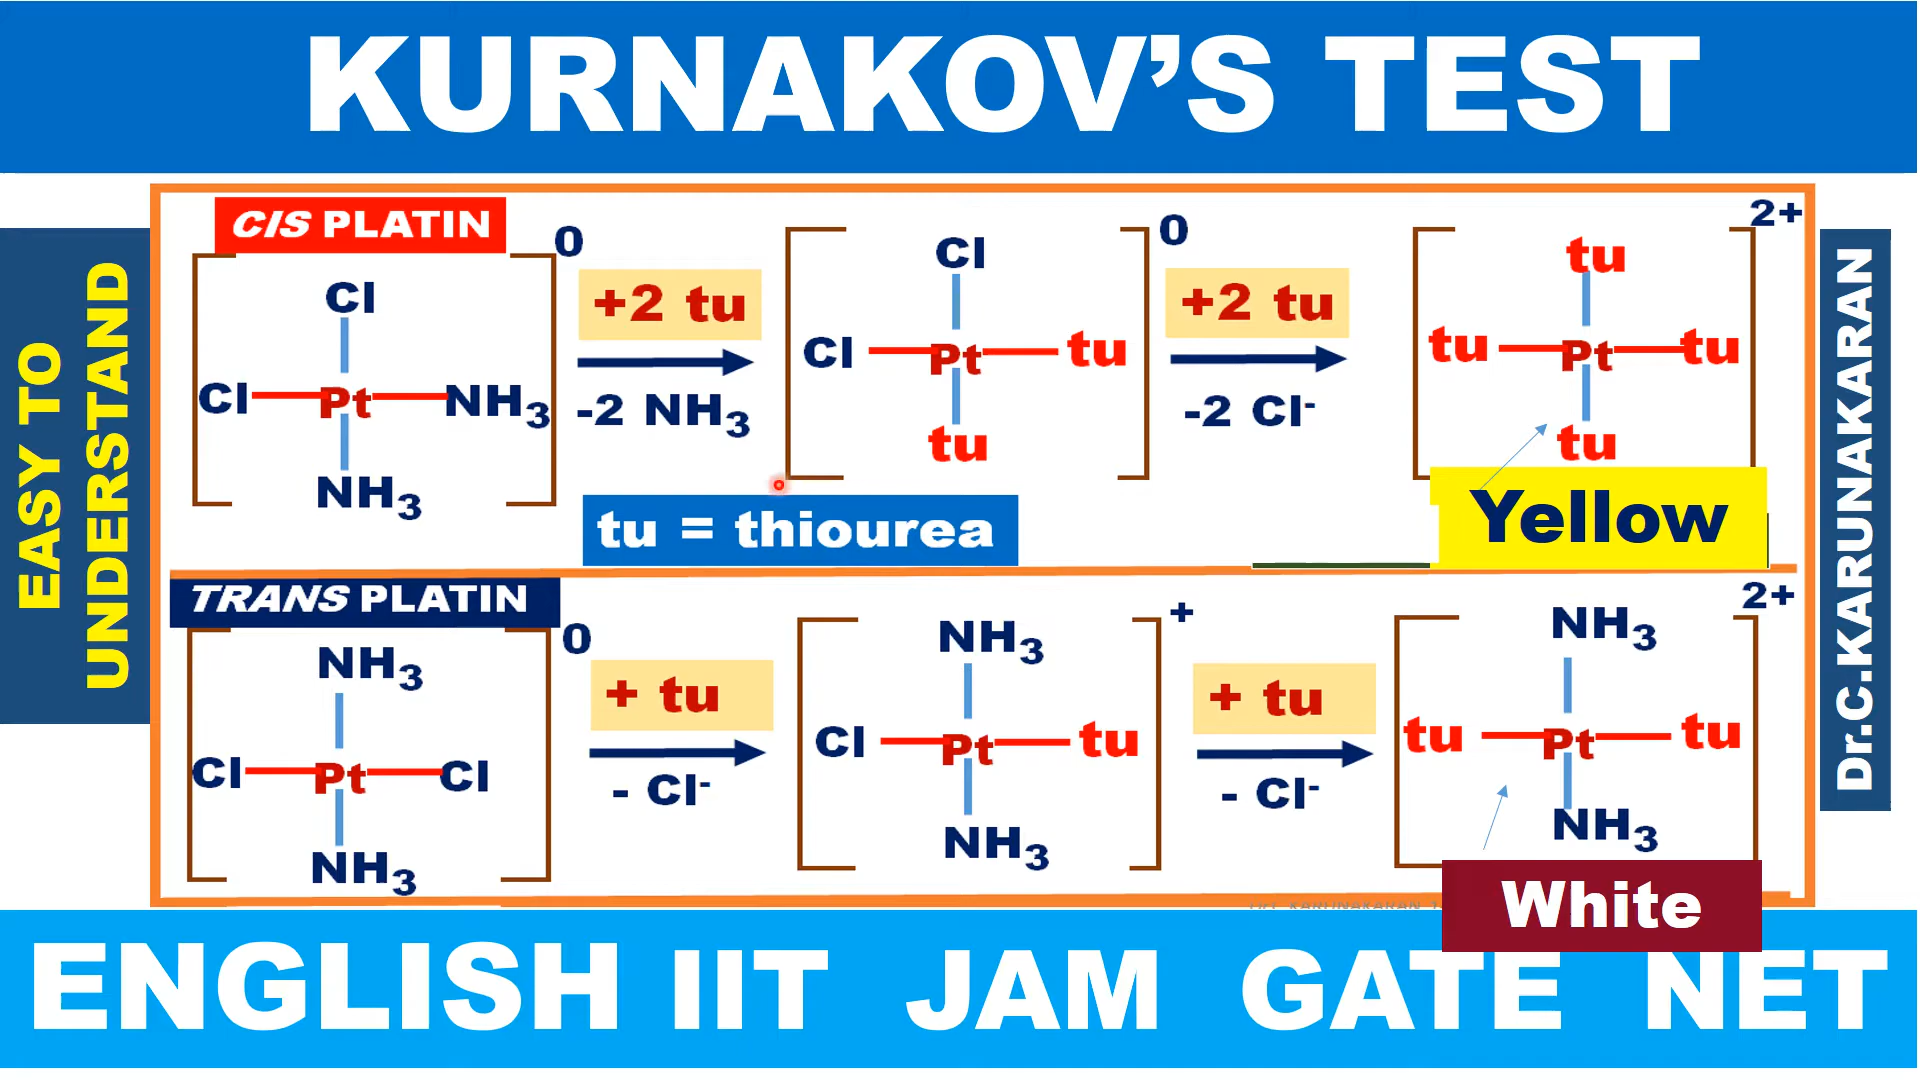 KURNAKOV'S TEST
EASY TO
UNDERSTAND
CIS PLATIN
0
Cl
Cl Pt NH3
NH3
+2 tu
-2 NH3
0
Cl
Cl Pt tu
tu
+2 tu
-2 Cl-
2+
tu
tu Pt tu
tu
Yellow
tu = thiourea
TRANS PLATIN
0
NH3
Cl Pt Cl
NH3
+ tu
- Cl-
+
NH3
Cl Pt tu
NH3
+ tu
- Cl-
2+
NH3
tu Pt tu
NH3
White
Dr.C.KARUNAKARAN
ENGLISH IIT JAM GATE NET